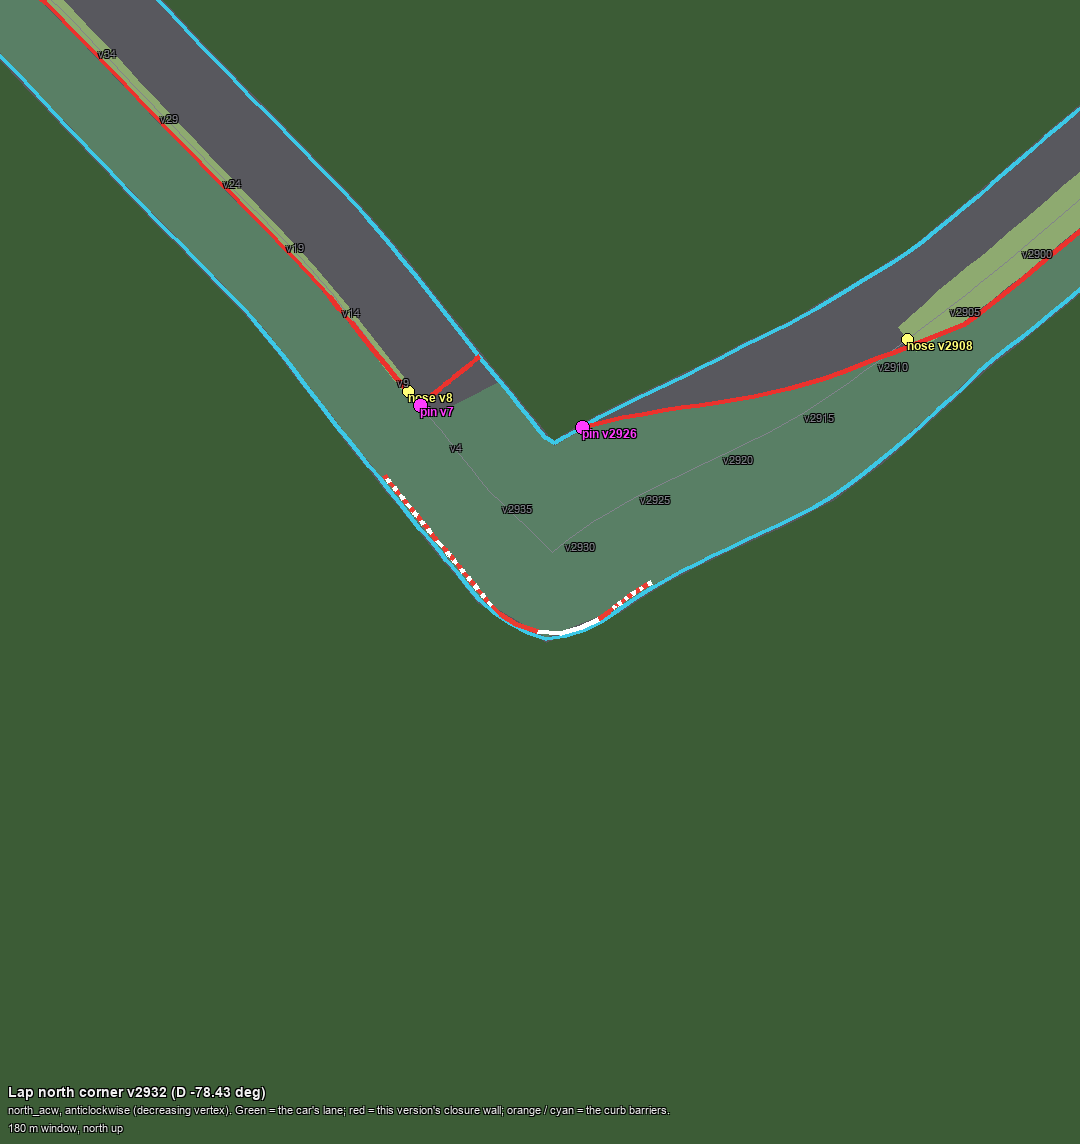 v34
v29
v24
v19
v14
v9
nose v8
pin v7
v4
v2935
v2930
v2925
v2920
v2915
v2910
nose v2908
v2905
v2900
pin v2926
Lap north corner v2932 (D -78.43 deg)
north_acw, anticlockwise (decreasing vertex). Green = the car's lane; red = this version's closure wall; orange / cyan = the curb barriers.
180 m window, north up